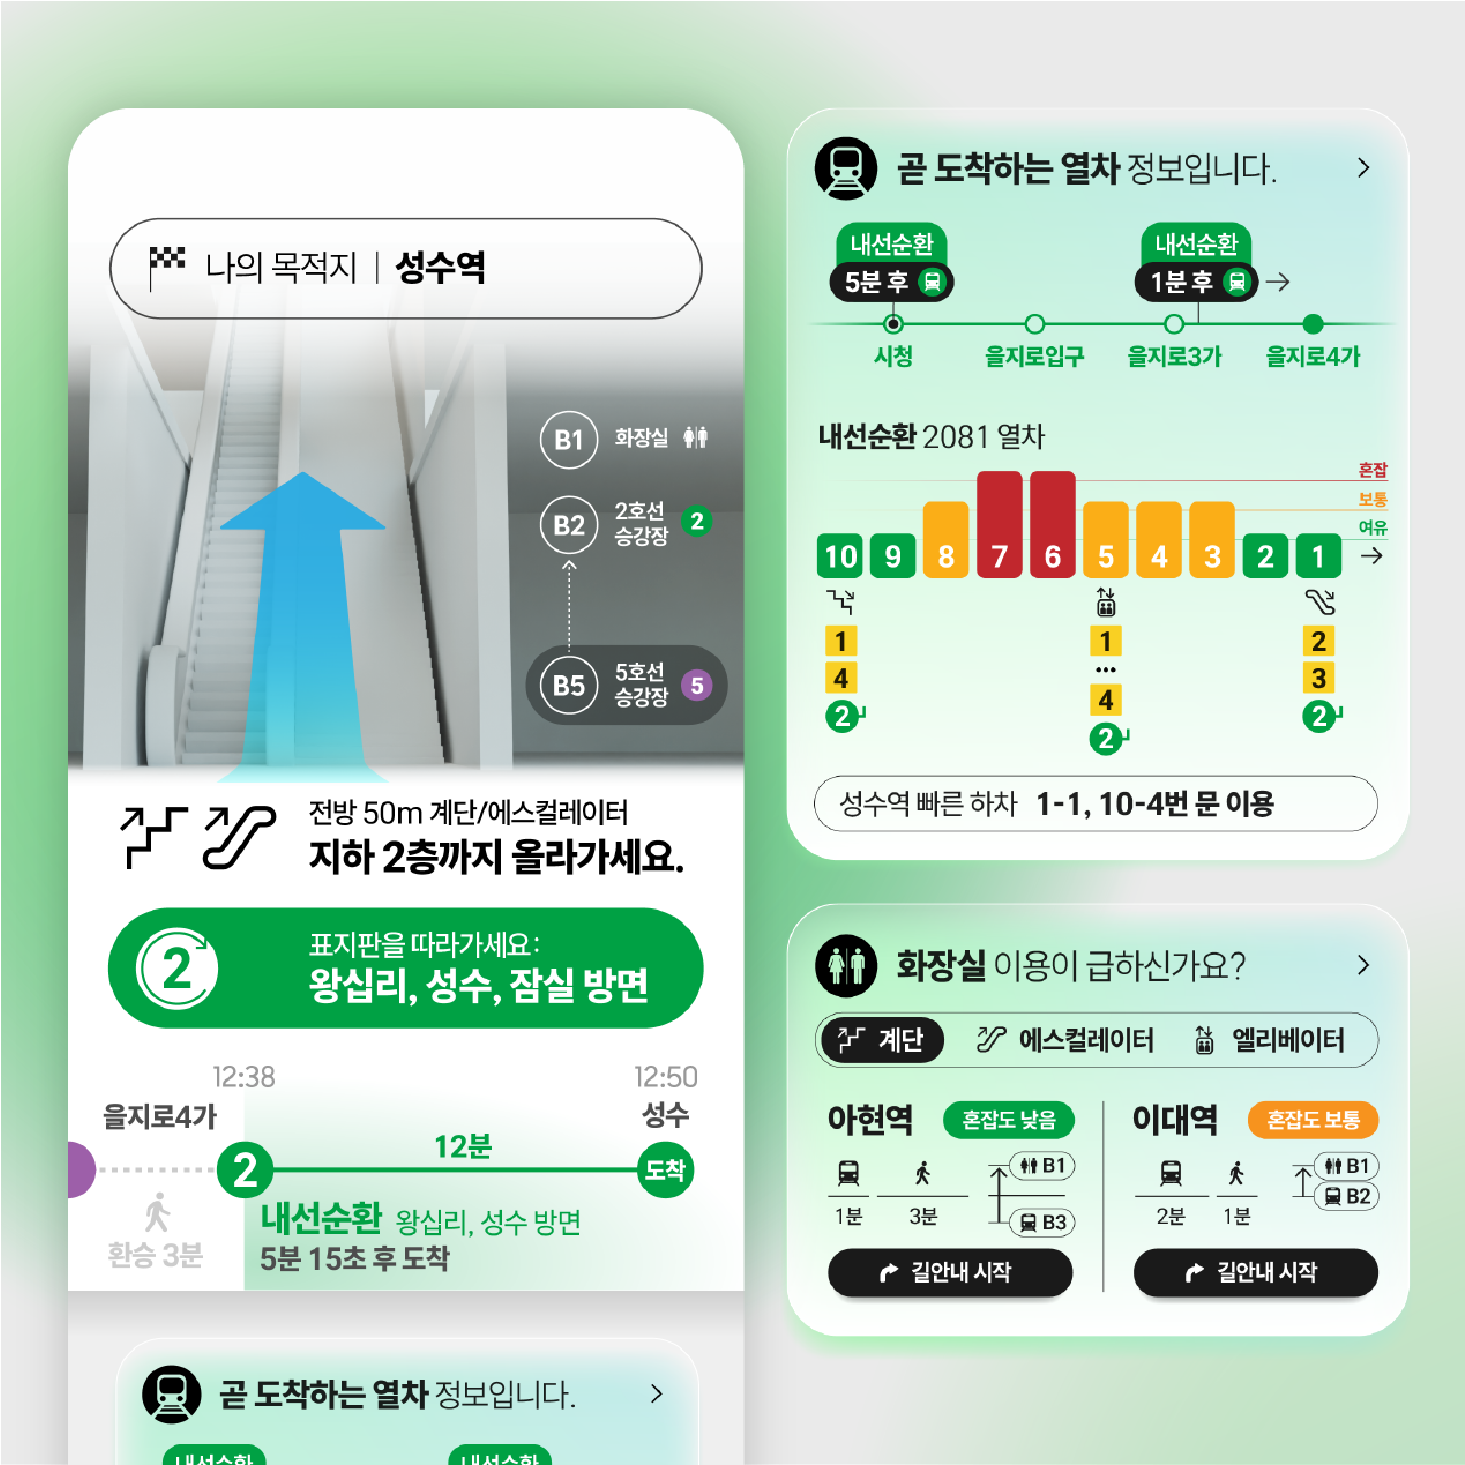 나의 목적지 | 성수역
B1 화장실
B2 2호선 승강장 2
B5 5호선 승강장 5
전방 50m 계단/에스컬레이터
지하 2층까지 올라가세요.
2
표지판을 따라가세요:
왕십리, 성수, 잠실 방면
12:38 12:50
을지로4가 성수
12분
2 도착
내선순환 왕십리, 성수 방면
환승 3분 5분 15초 후 도착
곧 도착하는 열차 정보입니다.
내선순환 내선순환
곧 도착하는 열차 정보입니다.
내선순환 내선순환
5분 후 1분 후
시청 을지로입구 을지로3가 을지로4가
내선순환 2081 열차
혼잡
보통
여유
10 9 8 7 6 5 4 3 2 1
1 1 2
4 ... 3
2 4 2
2
성수역 빠른 하차 1-1, 10-4번 문 이용
화장실 이용이 급하신가요?
계단 에스컬레이터 엘리베이터
아현역 혼잡도 낮음
1분 3분
B1
B3
길안내 시작
이대역 혼잡도 보통
2분 1분
B1
B2
길안내 시작